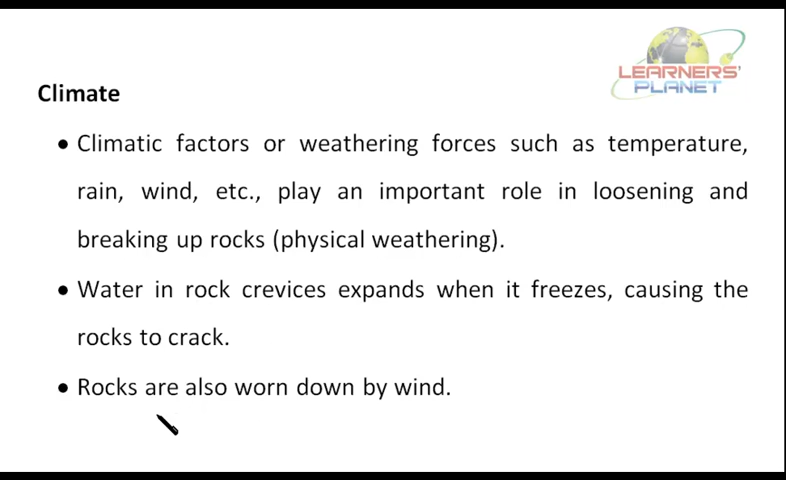 LEARNERS'
PLANET
Climate
• Climatic factors or weathering forces such as temperature,
rain, wind, etc., play an important role in loosening and
breaking up rocks (physical weathering).
• Water in rock crevices expands when it freezes, causing the
rocks to crack.
• Rocks are also worn down by wind.